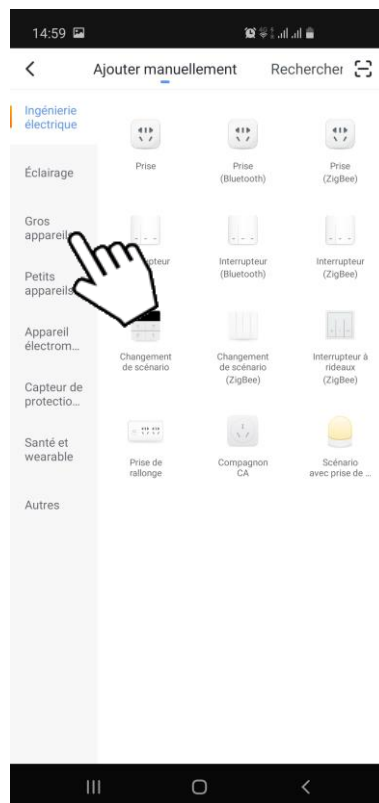 14:59
Ajouter manuellement
Rechercher
Ingénierie
électrique
Éclairage
Gros
appareils
Petits
appareils
Appareil
électrom...
Capteur de
protectio...
Santé et
wearable
Autres
Prise
Prise
(Bluetooth)
Prise
(ZigBee)
Interrupteur
(Bluetooth)
Interrupteur
(ZigBee)
Changement
de scénario
Changement
de scénario
(ZigBee)
Interrupteur à
rideaux
(ZigBee)
Prise de
rallonge
Compagnon
CA
Scénario
avec prise de ...